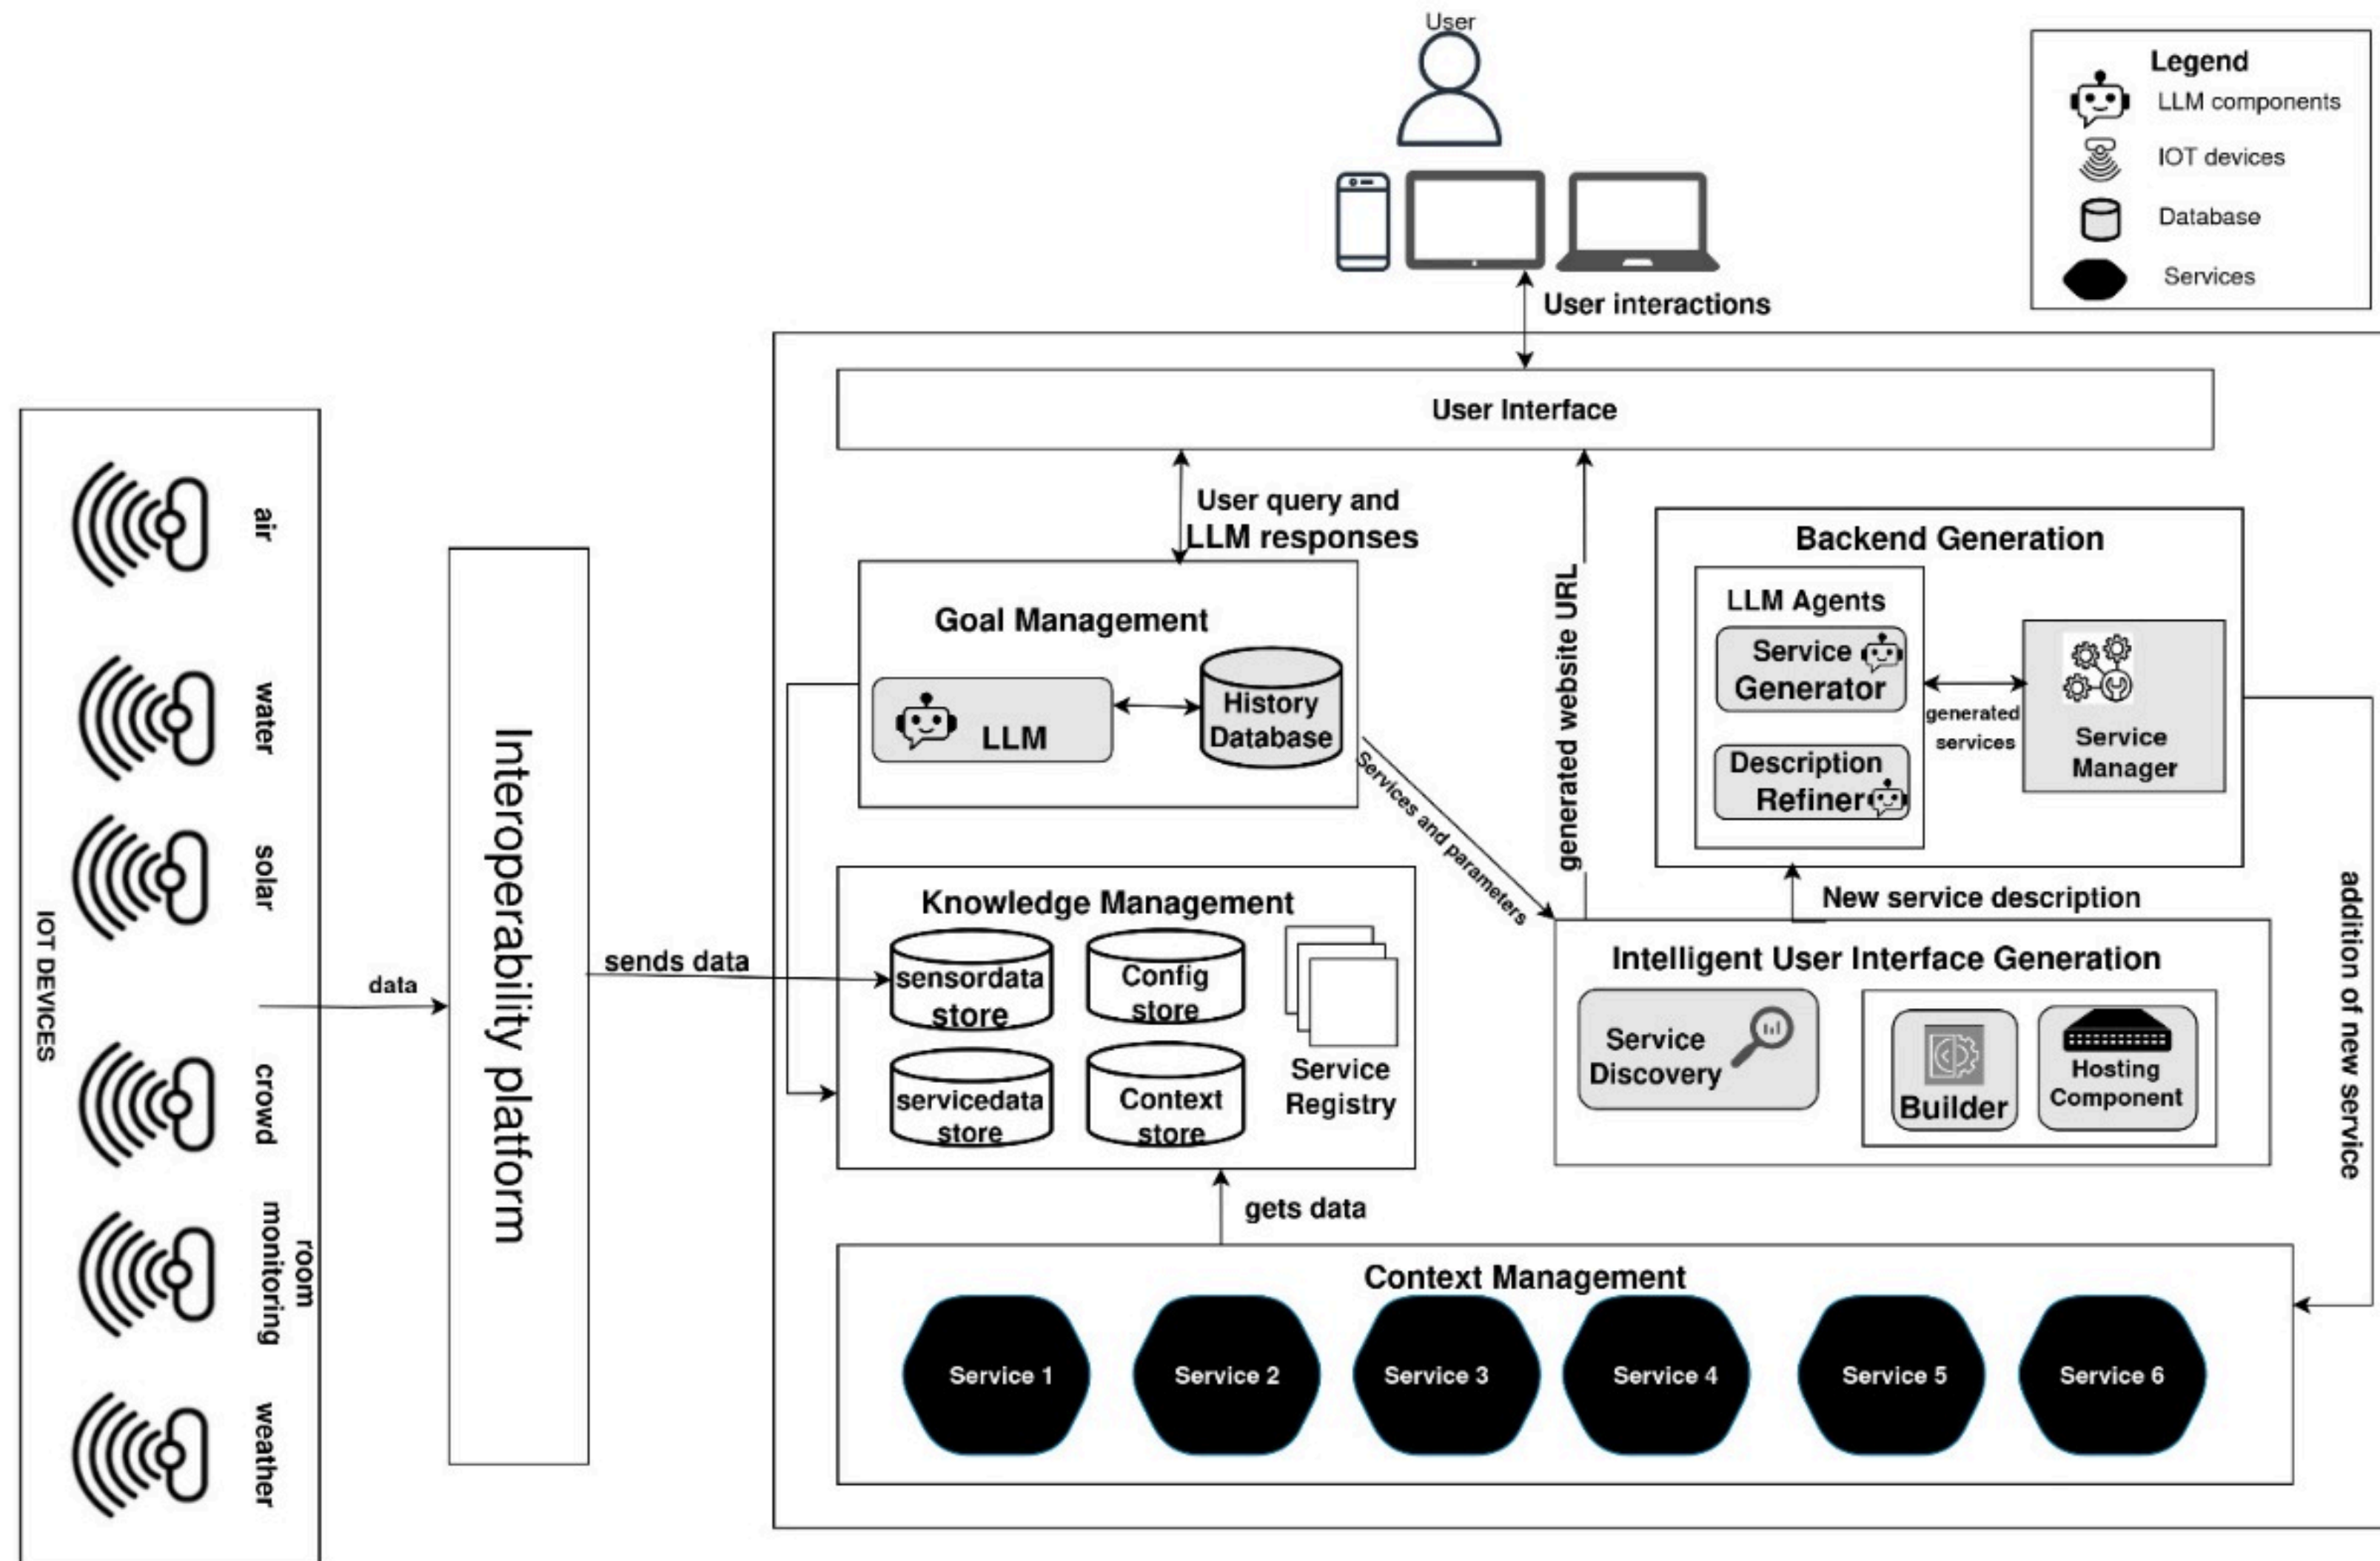 User
Legend
LLM components
IOT devices
Database
Services
User interactions
User Interface
User query and
LLM responses
generated website URL
Backend Generation
LLM Agents
Service
Generator
Description
Refiner
generated
services
Service
Manager
Goal Management
LLM
History
Database
Services and parameters
New service description
addition of new service
IOT DEVICES
air
water
solar
crowd
room
monitoring
weather
data
Interoperability platform
sends data
Knowledge Management
sensordata
store
Config
store
servicedata
store
Context
store
Service
Registry
Intelligent User Interface Generation
Service
Discovery
Builder
Hosting
Component
gets data
Context Management
Service 1
Service 2
Service 3
Service 4
Service 5
Service 6